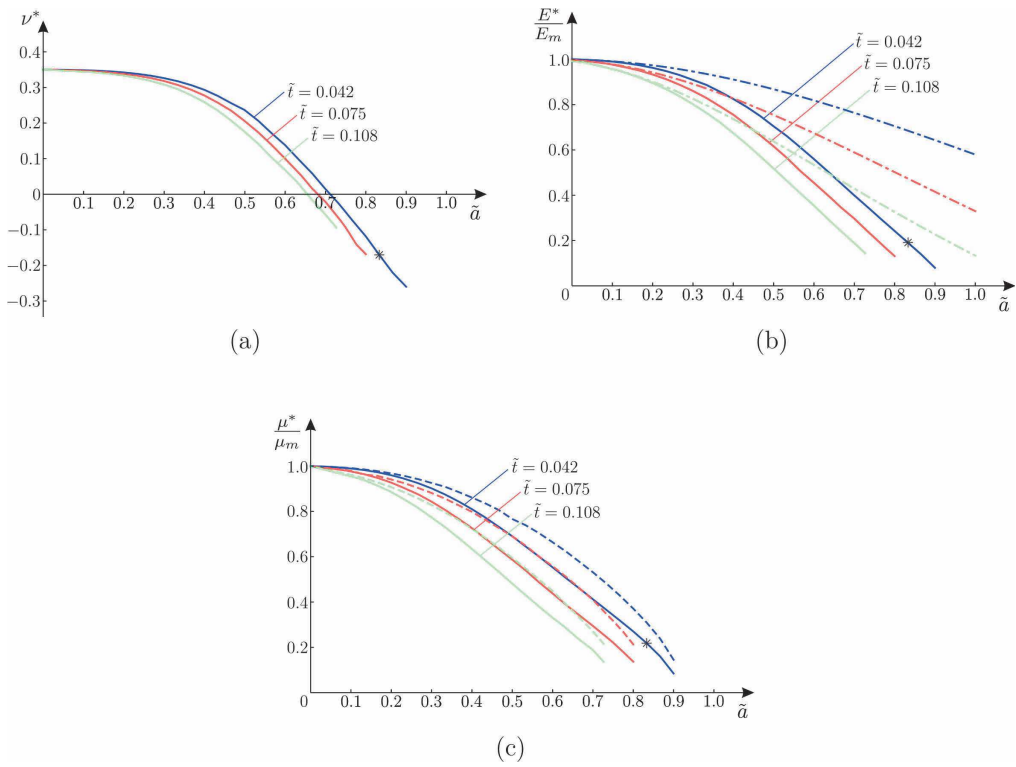 ν*
0.4
0.3
0.2
0.1
0
−0.1
−0.2
−0.3
0.1 0.2 0.3 0.4 0.5 0.6 0.7 0.8 0.9 1.0
ã
t̃ = 0.042
t̃ = 0.075
t̃ = 0.108
(a)
E*
E_m
1.0
0.8
0.6
0.4
0.2
0 0.1 0.2 0.3 0.4 0.5 0.6 0.7 0.8 0.9 1.0
ã
t̃ = 0.042
t̃ = 0.075
t̃ = 0.108
(b)
μ*
μ_m
1.0
0.8
0.6
0.4
0.2
0 0.1 0.2 0.3 0.4 0.5 0.6 0.7 0.8 0.9 1.0
ã
t̃ = 0.042
t̃ = 0.075
t̃ = 0.108
(c)